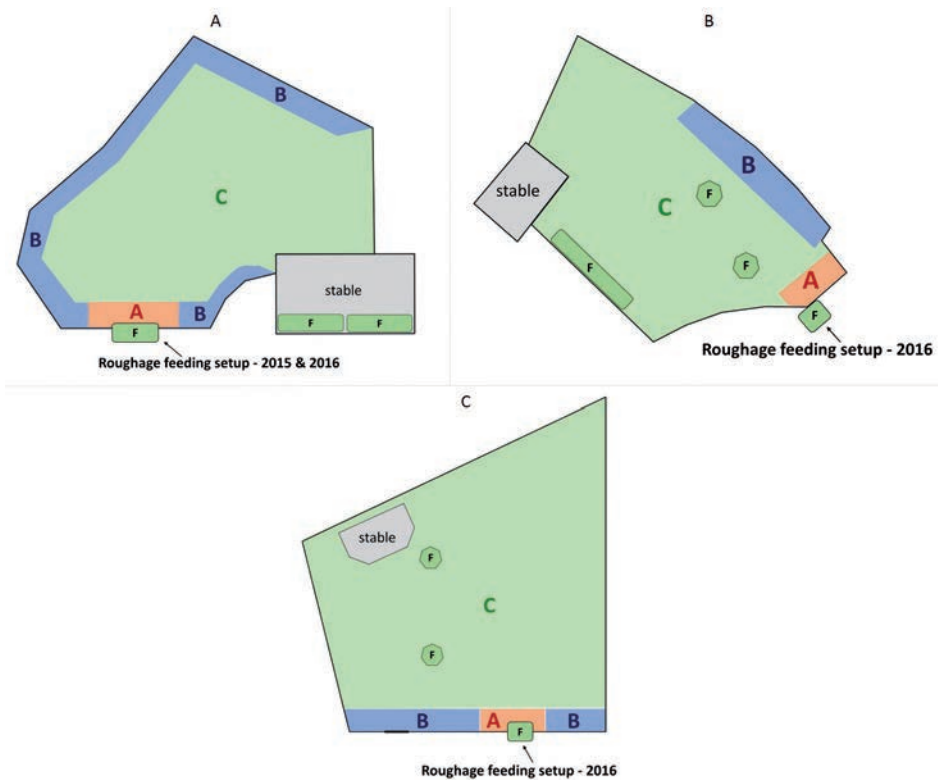 A
B
C
B
A
B
stable
F
F
F
Roughage feeding setup - 2015 & 2016
B
B
stable
F
C
F
F
A
F
Roughage feeding setup - 2016
C
stable
F
C
F
B
A
B
F
Roughage feeding setup - 2016